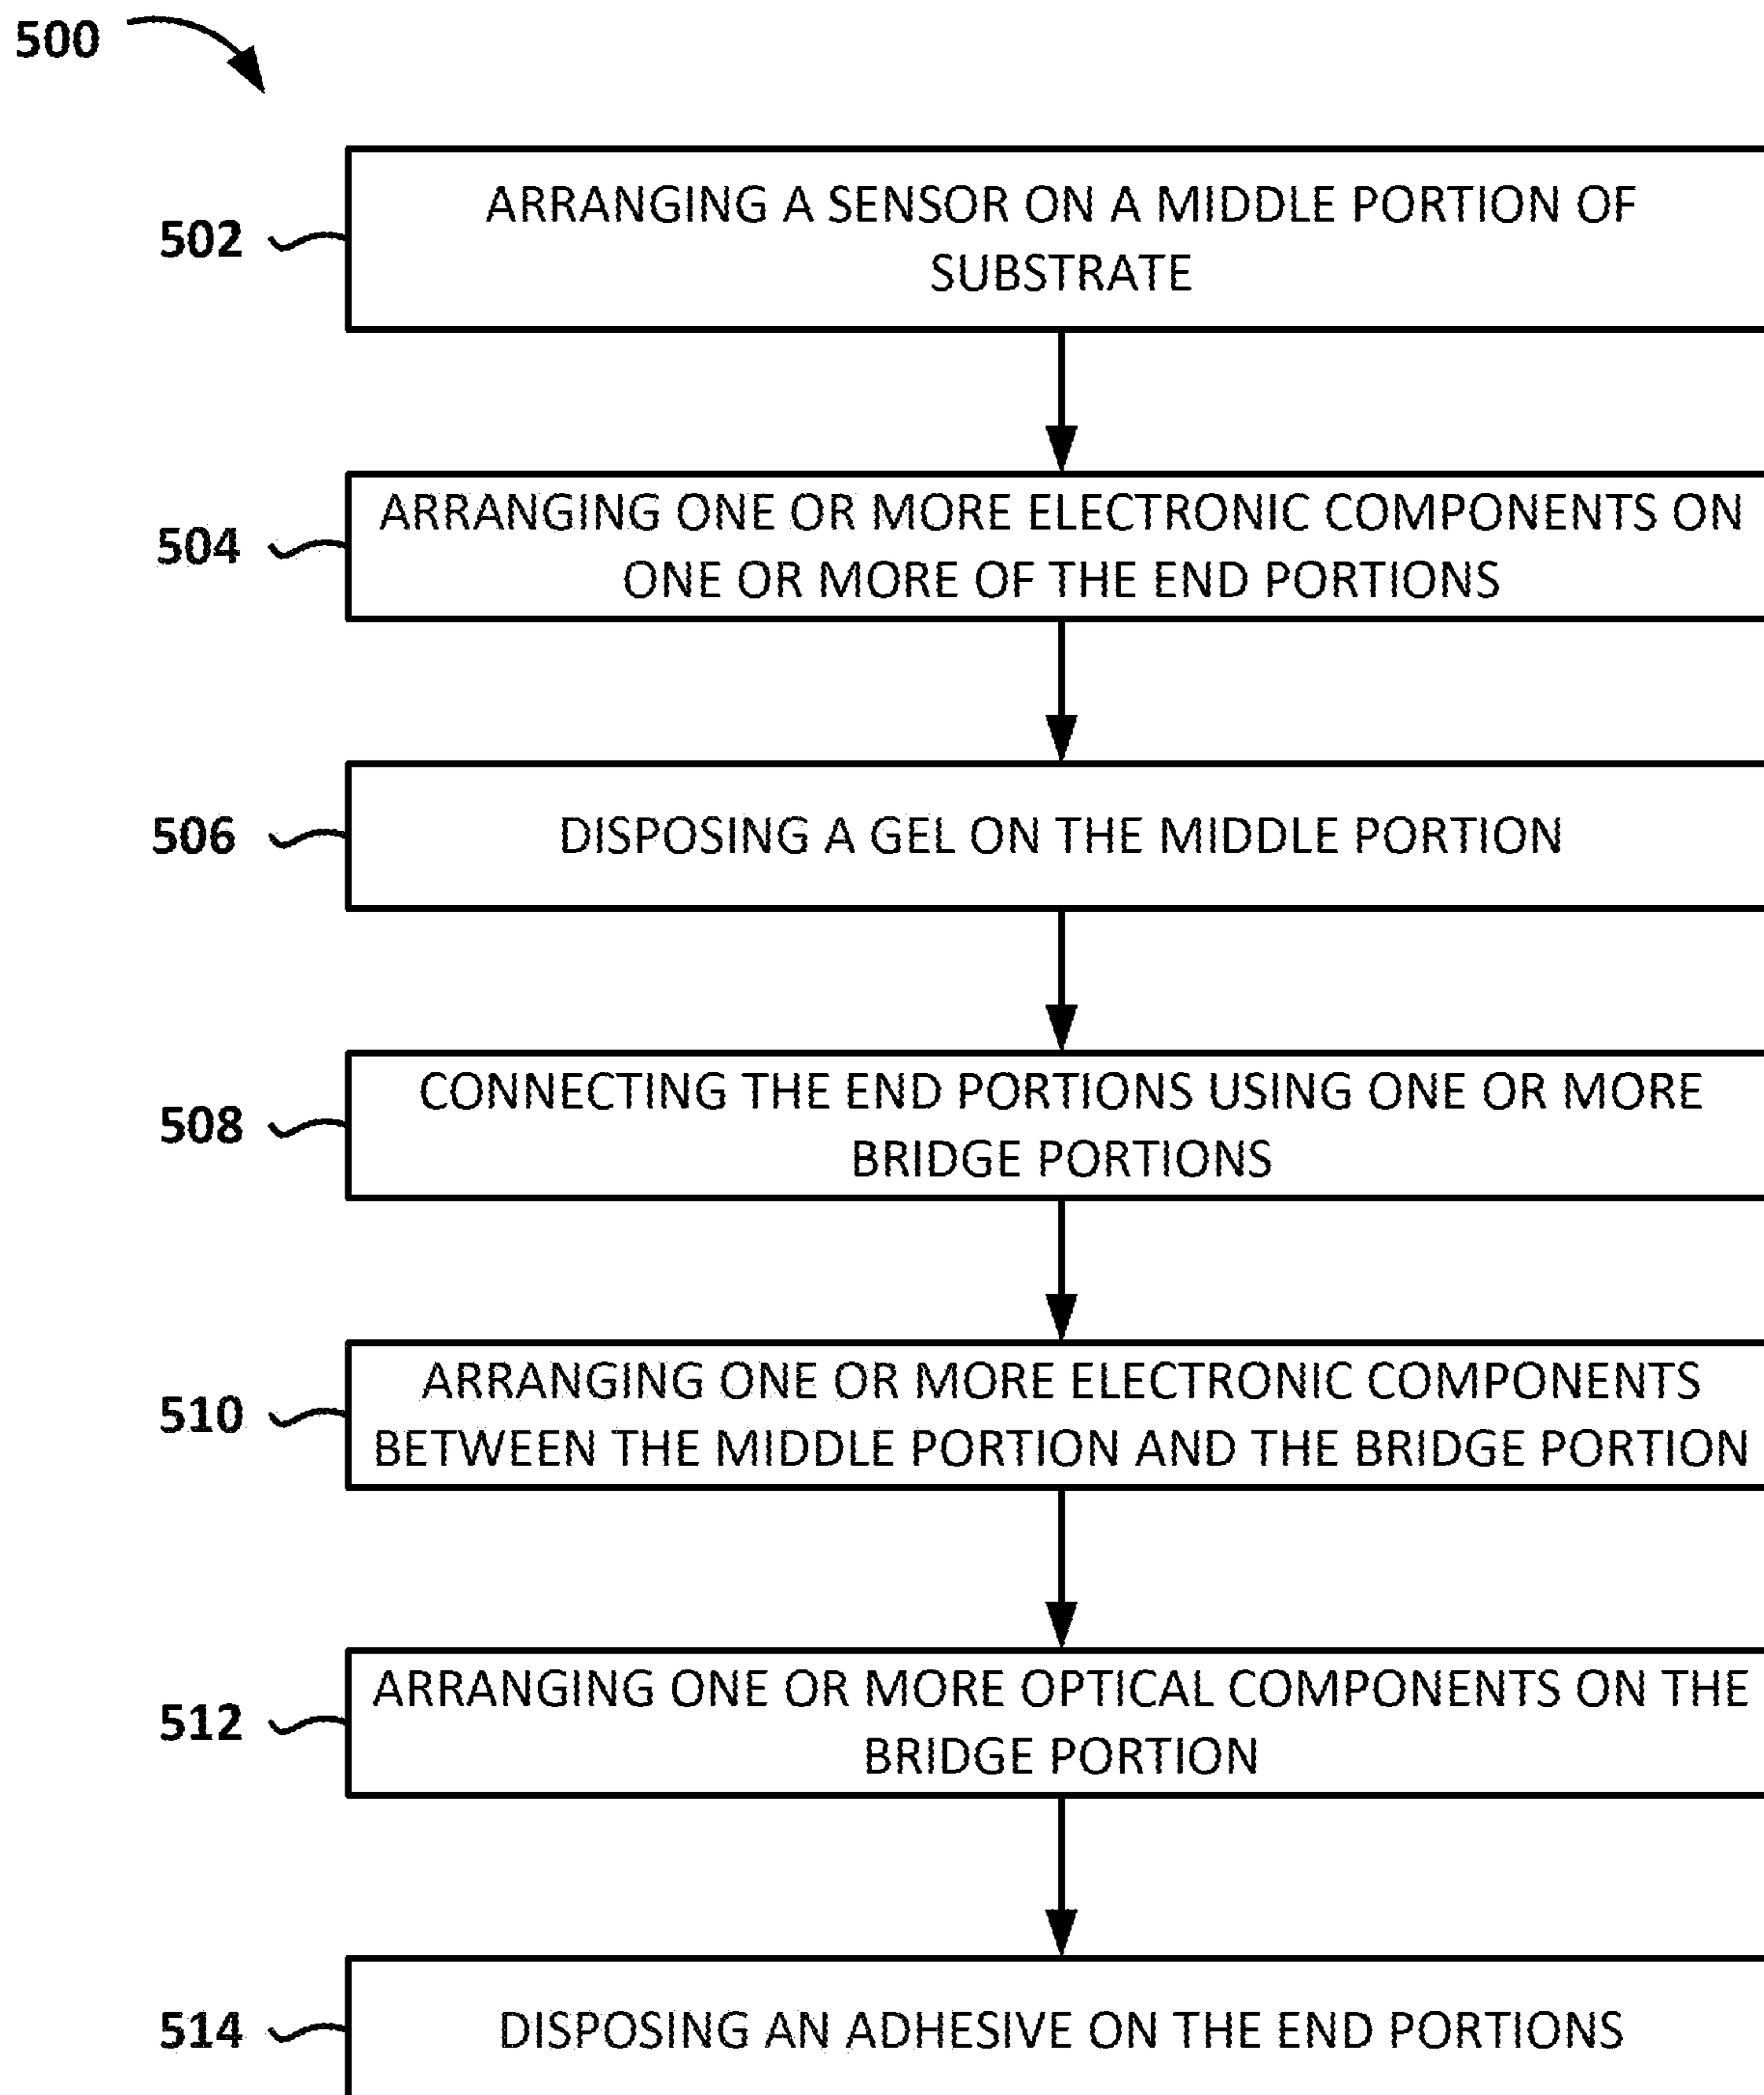 500
502
ARRANGING A SENSOR ON A MIDDLE PORTION OF
SUBSTRATE
504
ARRANGING ONE OR MORE ELECTRONIC COMPONENTS ON
ONE OR MORE OF THE END PORTIONS
506
DISPOSING A GEL ON THE MIDDLE PORTION
508
CONNECTING THE END PORTIONS USING ONE OR MORE
BRIDGE PORTIONS
510
ARRANGING ONE OR MORE ELECTRONIC COMPONENTS
BETWEEN THE MIDDLE PORTION AND THE BRIDGE PORTION
512
ARRANGING ONE OR MORE OPTICAL COMPONENTS ON THE
BRIDGE PORTION
514
DISPOSING AN ADHESIVE ON THE END PORTIONS